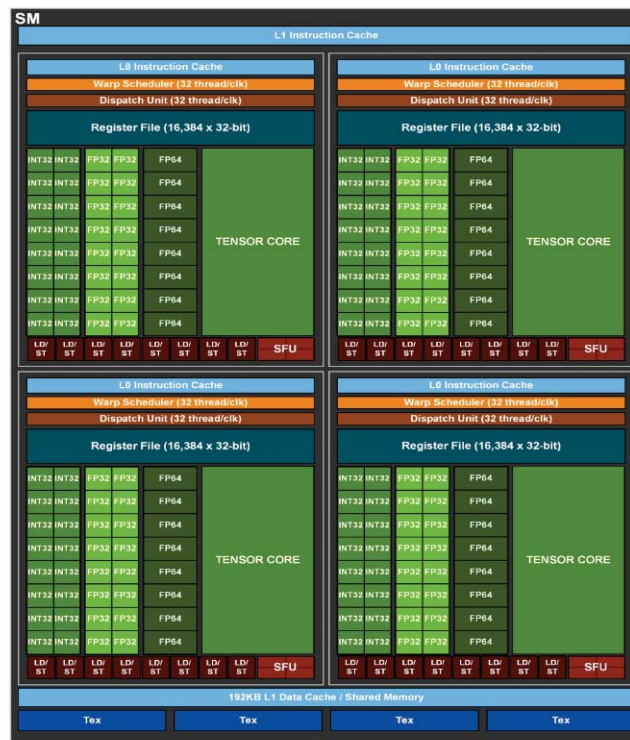 SM
L1 Instruction Cache
L0 Instruction Cache
Warp Scheduler (32 thread/clk)
Dispatch Unit (32 thread/clk)
Register File (16,384 x 32-bit)
INT32 INT32 FP32 FP32 FP64
INT32 INT32 FP32 FP32 FP64
INT32 INT32 FP32 FP32 FP64
INT32 INT32 FP32 FP32 FP64
TENSOR CORE
INT32 INT32 FP32 FP32 FP64
INT32 INT32 FP32 FP32 FP64
INT32 INT32 FP32 FP32 FP64
INT32 INT32 FP32 FP32 FP64
LD/ LD/ LD/ LD/ LD/ LD/ LD/ LD/
ST ST ST ST ST ST ST ST
SFU
L0 Instruction Cache
Warp Scheduler (32 thread/clk)
Dispatch Unit (32 thread/clk)
Register File (16,384 x 32-bit)
INT32 INT32 FP32 FP32 FP64
INT32 INT32 FP32 FP32 FP64
INT32 INT32 FP32 FP32 FP64
INT32 INT32 FP32 FP32 FP64
TENSOR CORE
INT32 INT32 FP32 FP32 FP64
INT32 INT32 FP32 FP32 FP64
INT32 INT32 FP32 FP32 FP64
INT32 INT32 FP32 FP32 FP64
LD/ LD/ LD/ LD/ LD/ LD/ LD/ LD/
ST ST ST ST ST ST ST ST
SFU
L0 Instruction Cache
Warp Scheduler (32 thread/clk)
Dispatch Unit (32 thread/clk)
Register File (16,384 x 32-bit)
INT32 INT32 FP32 FP32 FP64
INT32 INT32 FP32 FP32 FP64
INT32 INT32 FP32 FP32 FP64
INT32 INT32 FP32 FP32 FP64
TENSOR CORE
INT32 INT32 FP32 FP32 FP64
INT32 INT32 FP32 FP32 FP64
INT32 INT32 FP32 FP32 FP64
INT32 INT32 FP32 FP32 FP64
LD/ LD/ LD/ LD/ LD/ LD/ LD/ LD/
ST ST ST ST ST ST ST ST
SFU
L0 Instruction Cache
Warp Scheduler (32 thread/clk)
Dispatch Unit (32 thread/clk)
Register File (16,384 x 32-bit)
INT32 INT32 FP32 FP32 FP64
INT32 INT32 FP32 FP32 FP64
INT32 INT32 FP32 FP32 FP64
INT32 INT32 FP32 FP32 FP64
TENSOR CORE
INT32 INT32 FP32 FP32 FP64
INT32 INT32 FP32 FP32 FP64
INT32 INT32 FP32 FP32 FP64
INT32 INT32 FP32 FP32 FP64
LD/ LD/ LD/ LD/ LD/ LD/ LD/ LD/
ST ST ST ST ST ST ST ST
SFU
192KB L1 Data Cache / Shared Memory
Tex Tex Tex Tex